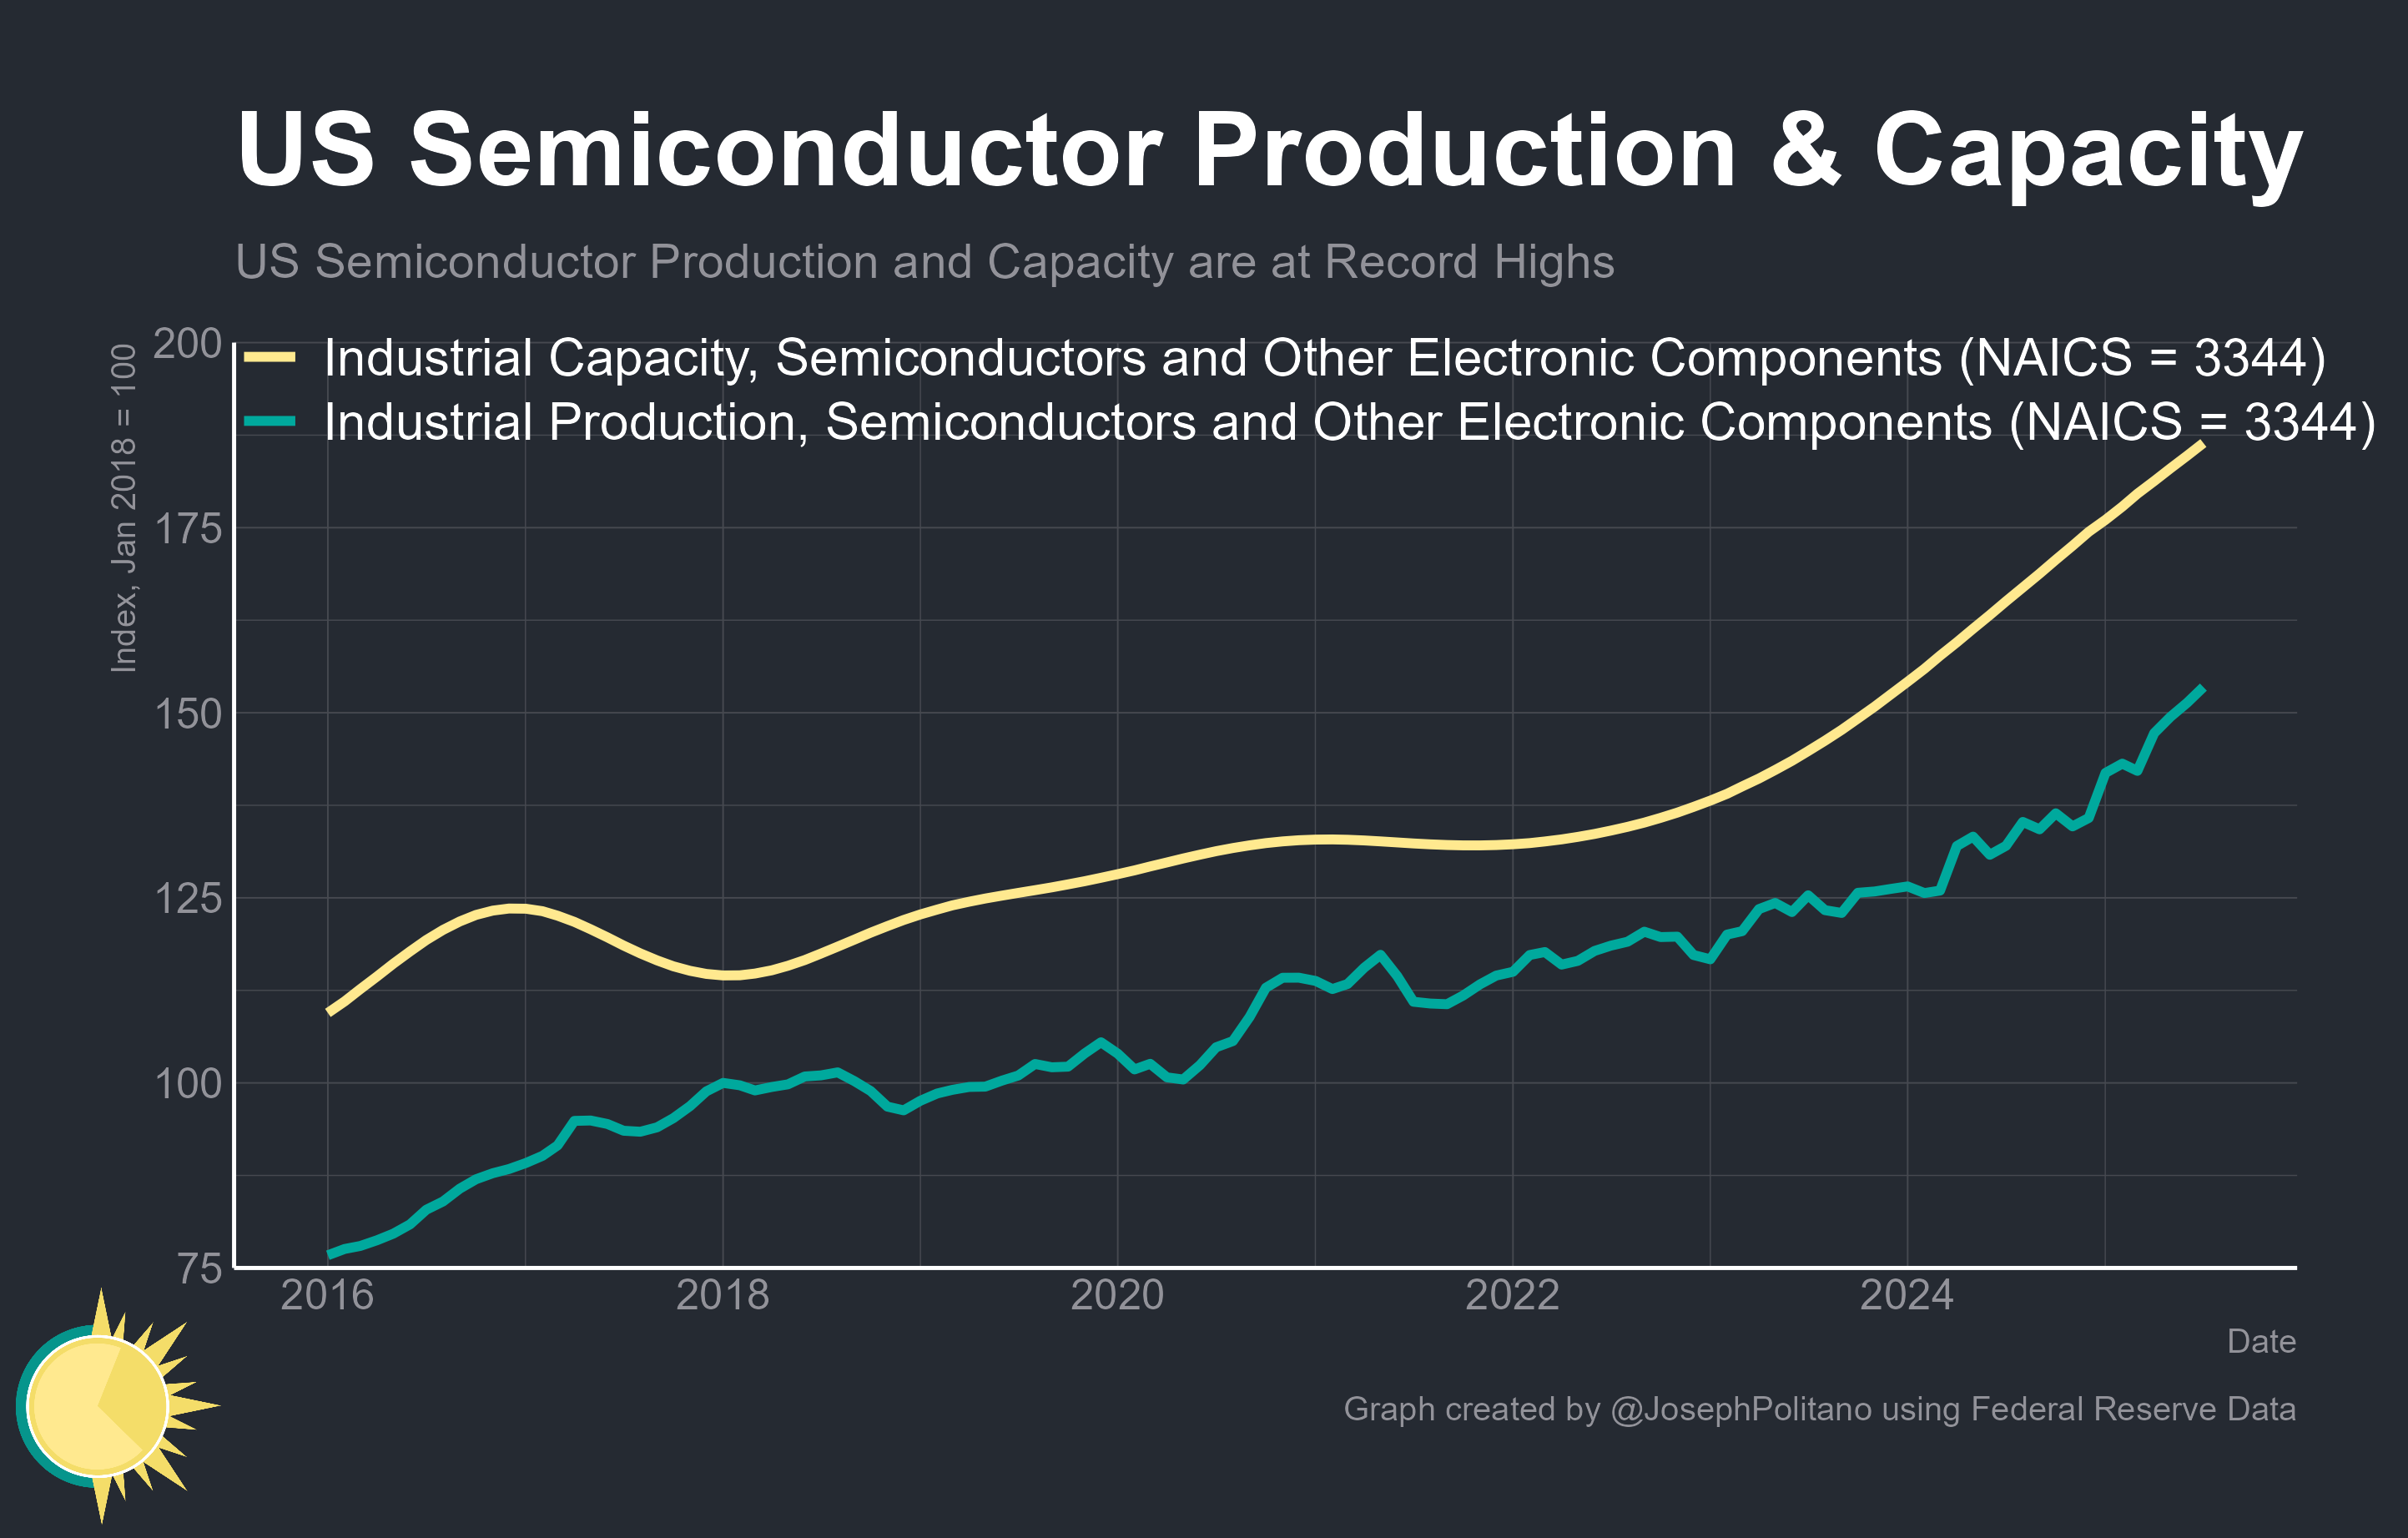 US Semiconductor Production & Capacity
US Semiconductor Production and Capacity are at Record Highs
Index, Jan 2018 = 100
200
175
150
125
100
75
Industrial Capacity, Semiconductors and Other Electronic Components (NAICS = 3344)
Industrial Production, Semiconductors and Other Electronic Components (NAICS = 3344)
2016 2018 2020 2022 2024
Date
Graph created by @JosephPolitano using Federal Reserve Data